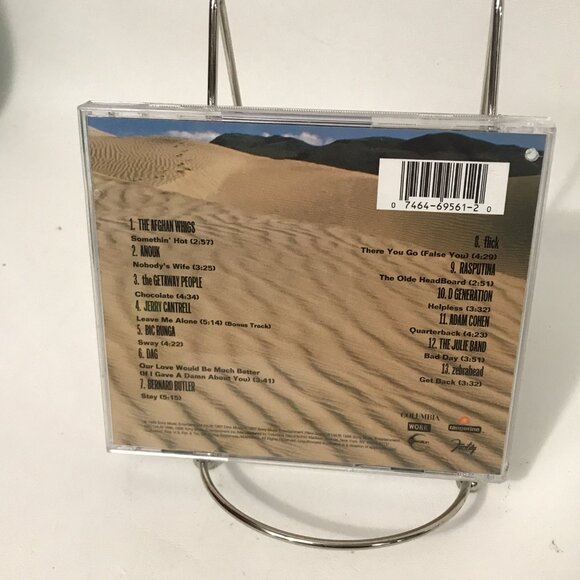 0 7464-69561-2 0
1. THE AFGHAN WHIGS
Somethin' Hot (2:57)
2. ANOUK
Nobody's Wife (3:25)
3. the GETAWAY PEOPLE
Chocolate (4:34)
4. JERRY CANTRELL
Leave Me Alone (5:14) (Bonus Track)
5. BIC RUNGA
Sway (4:22)
6. DAG
Our Love Would Be Much Better
(If I Gave A Damn About You) (3:41)
7. BERNARD BUTLER
Stay (5:15)
8. flick
There You Go (False You) (4:29)
9. RASPUTINA
The Olde HeadBoard (2:51)
10. D GENERATION
Helpless (3:32)
11. ADAM COHEN
Quarterback (4:23)
12. THE JULIE BAND
Bad Day (3:51)
13. zebrahead
Get Back (3:32)
COLUMBIA
WORK
tangerine